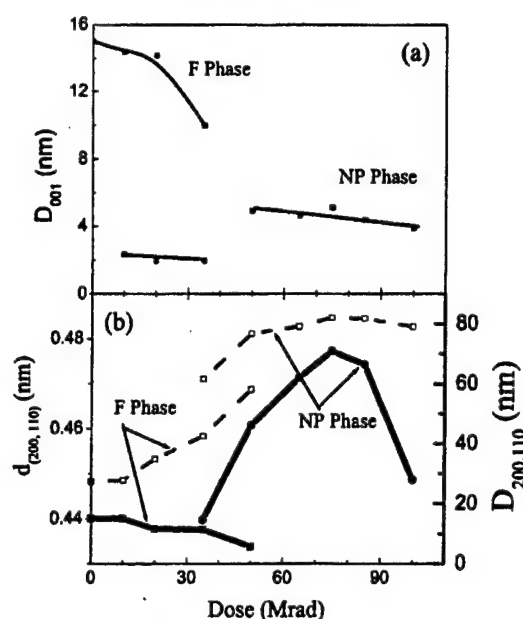 16
12
8
4
0
D001 (nm)
(a)
F Phase
NP Phase
(b)
0.48
0.46
0.44
d(200, 110) (nm)
F Phase
NP Phase
80
60
40
20
0
D200,110 (nm)
0 30 60 90
Dose (Mrad)